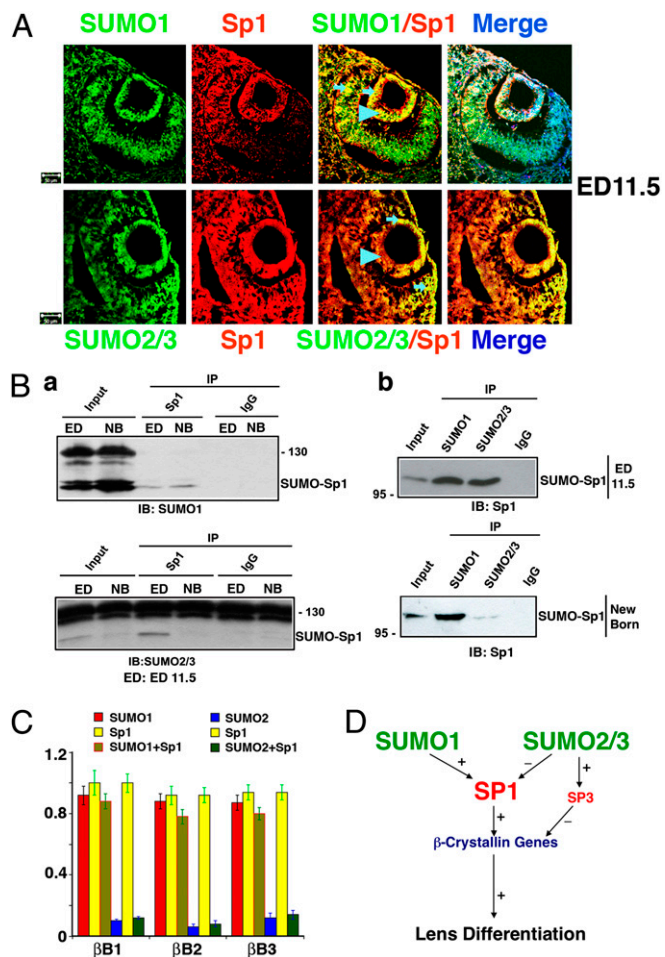 A
SUMO1 Sp1 SUMO1/Sp1 Merge
ED11.5
SUMO2/3 Sp1 SUMO2/3/Sp1 Merge
B
a
IP
Input Sp1 IgG
ED NB ED NB ED NB
- 130
SUMO-Sp1
IB: SUMO1
IP
Input Sp1 IgG
ED NB ED NB ED NB
- 130
SUMO-Sp1
IB:SUMO2/3
ED: ED 11.5
b
IP
Input SUMO1 SUMO2/3 IgG
95 -
SUMO-Sp1
ED
11.5
IB: Sp1
IP
Input SUMO1 SUMO2/3 IgG
95 -
SUMO-Sp1
New
Born
IB: Sp1
C
SUMO1 SUMO2
Sp1 Sp1
SUMO1+Sp1 SUMO2+Sp1
1.2
0.8
0.4
0
βB1 βB2 βB3
D
SUMO1 SUMO2/3
+ − +
SP1 SP3
+ −
β-Crystallin Genes
+
Lens Differentiation